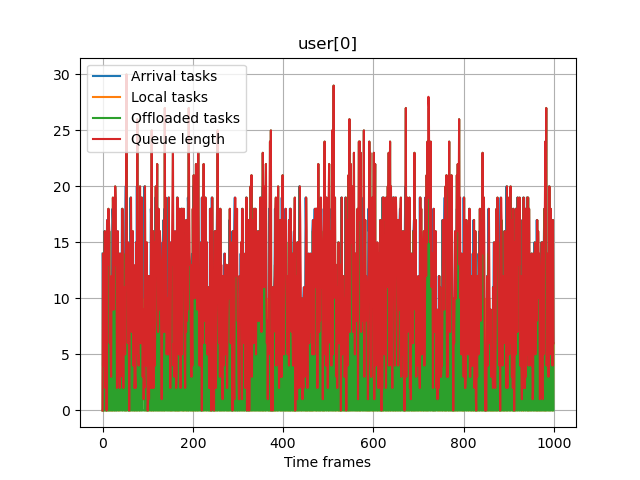 user[0]
Arrival tasks
Local tasks
Offloaded tasks
Queue length
30
25
20
15
10
5
0
0 200 400 600 800 1000
Time frames